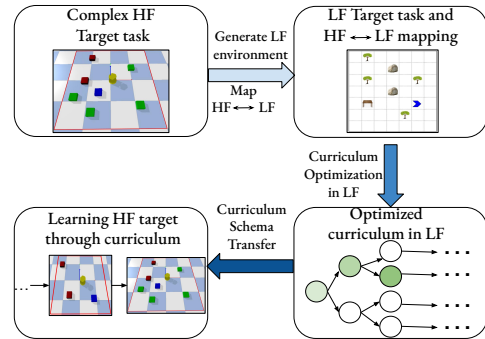 Complex HF
Target task
Generate LF
environment
Map
HF ↔ LF
LF Target task and
HF ↔ LF mapping
Curriculum
Optimization
in LF
Optimized
curriculum in LF
Curriculum
Schema
Transfer
Learning HF target
through curriculum